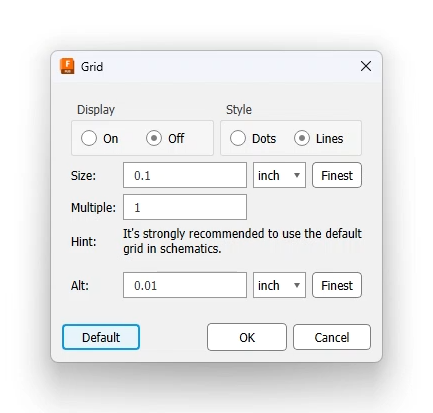 Grid
Display
Style
On Off Dots Lines
Size: 0.1 inch Finest
Multiple: 1
Hint: It's strongly recommended to use the default
grid in schematics.
Alt: 0.01 inch Finest
Default OK Cancel